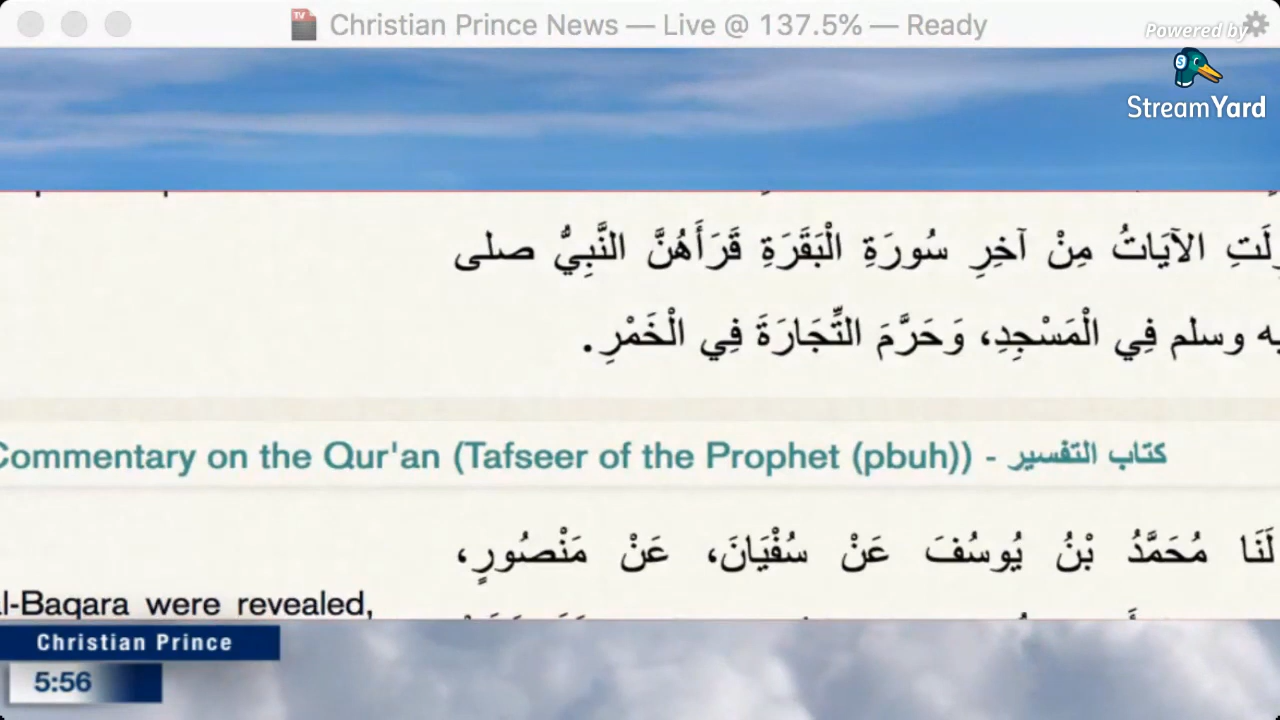 Christian Prince News — Live @ 137.5% — Ready
Powered by
StreamYard
لَتِ الآيَاتُ مِنْ آخِرِ سُورَةِ الْبَقَرَةِ قَرَأَهُنَّ النَّبِيُّ صلى
يه وسلم فِي الْمَسْجِدِ، وَحَرَّمَ التِّجَارَةَ فِي الْخَمْرِ.
Commentary on the Qur'an (Tafseer of the Prophet (pbuh)) - كتاب التفسير
لَنَا مُحَمَّدُ بْنُ يُوسُفَ عَنْ سُفْيَانَ، عَنْ مَنْصُورٍ،
al-Baqara were revealed,
Christian Prince
5:56